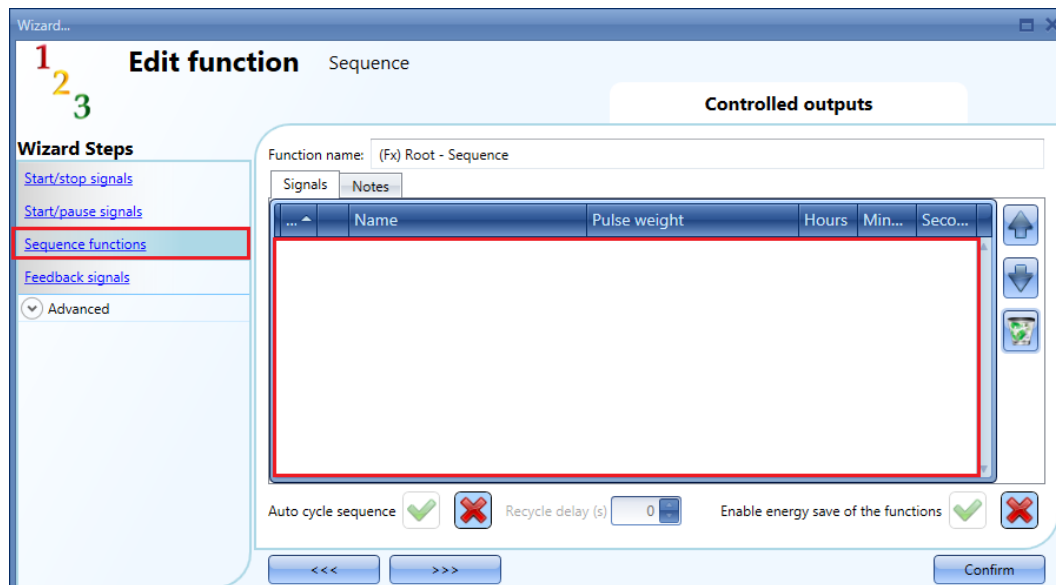 Wizard...
1
2
3
Edit function Sequence
Controlled outputs
Wizard Steps
Start/stop signals
Start/pause signals
Sequence functions
Feedback signals
Advanced
Function name: (Fx) Root - Sequence
Signals Notes
... Name Pulse weight Hours Min... Seco...
Auto cycle sequence Recycle delay (s) 0 Enable energy save of the functions
<<< >>> Confirm